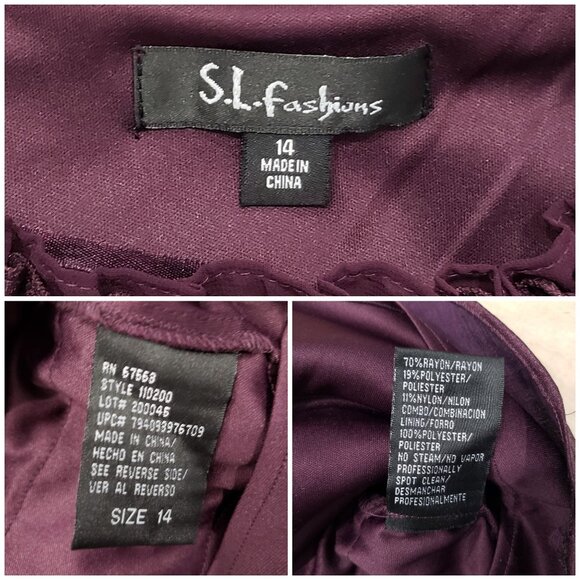 S.L.fashions
14
MADE IN
CHINA
RN 67553
STYLE 110200
LOT# 200045
UPC# 794093976709
MADE IN CHINA/
HECHO EN CHINA
SEE REVERSE SIDE/
VER AL REVERSO
SIZE 14
70%RAYON/RAYON
19%POLYESTER/
POLIESTER
11%NYLON/NILON
COMBO/COMBINACION
LINING/FORRO
100%POLYESTER/
POLIESTER
NO STEAM/NO VAPOR
PROFESSIONALLY
SPOT CLEAN/
DESMANCHAR
PROFESIONALMENTE